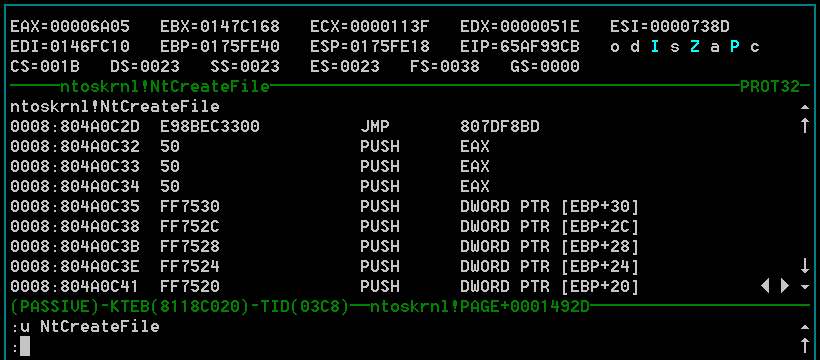 EAX=00006A05 EBX=0147C168 ECX=0000113F EDX=0000051E ESI=0000738D
EDI=0146FC10 EBP=0175FE40 ESP=0175FE18 EIP=65AF99CB o d I s Z a P c
CS=001B DS=0023 SS=0023 ES=0023 FS=0038 GS=0000
ntoskrnl!NtCreateFile PROT32
ntoskrnl!NtCreateFile
0008:804A0C2D E98BEC3300 JMP 807DF8BD
0008:804A0C32 50 PUSH EAX
0008:804A0C33 50 PUSH EAX
0008:804A0C34 50 PUSH EAX
0008:804A0C35 FF7530 PUSH DWORD PTR [EBP+30]
0008:804A0C38 FF752C PUSH DWORD PTR [EBP+2C]
0008:804A0C3B FF7528 PUSH DWORD PTR [EBP+28]
0008:804A0C3E FF7524 PUSH DWORD PTR [EBP+24]
0008:804A0C41 FF7520 PUSH DWORD PTR [EBP+20]
(PASSIVE)-KTEB(8118C020)-TID(03C8)—ntoskrnl!PAGE+0001492D
:u NtCreateFile
: